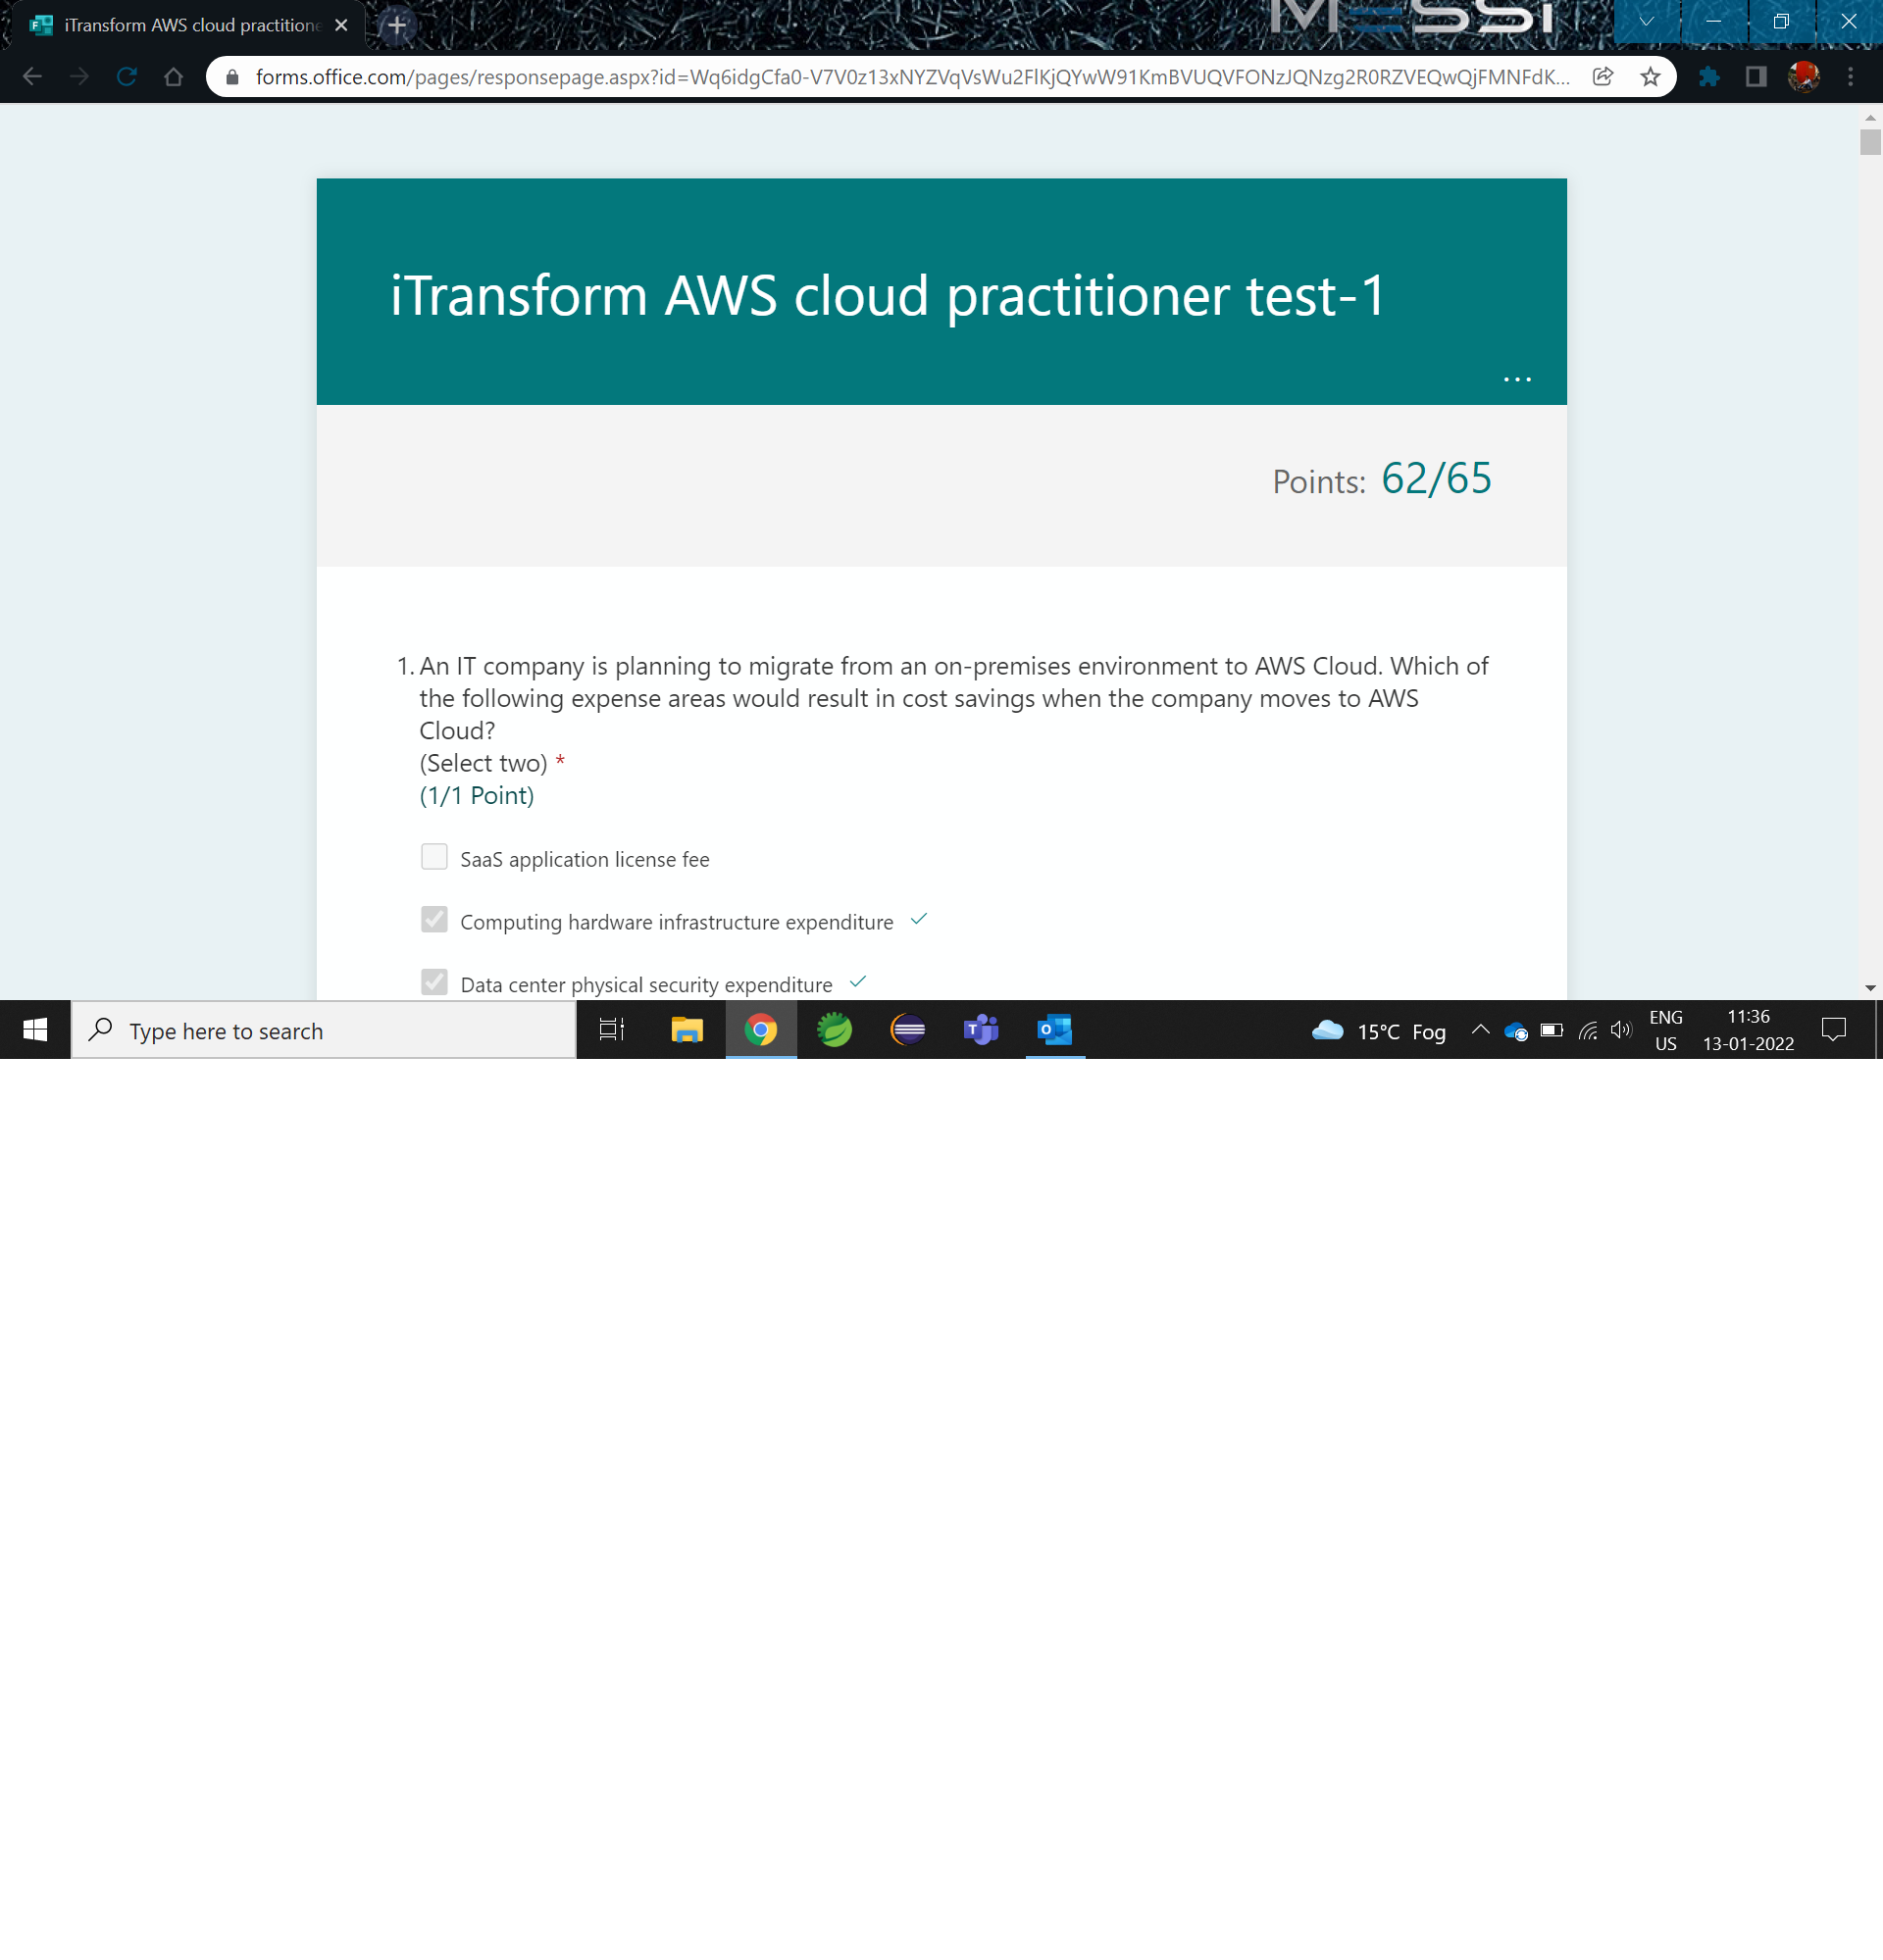 iTransform AWS cloud practitione
MESSI
forms.office.com/pages/responsepage.aspx?id=Wq6idgCfa0-V7V0z13xNYZVqVsWu2FlKjQYwW91KmBVUQVFONzJQNzg2R0RZVEQwQjFMNFdK...
iTransform AWS cloud practitioner test-1
...
Points: 62/65
1. An IT company is planning to migrate from an on-premises environment to AWS Cloud. Which of
the following expense areas would result in cost savings when the company moves to AWS
Cloud?
(Select two) *
(1/1 Point)
SaaS application license fee
Computing hardware infrastructure expenditure
Data center physical security expenditure
Type here to search
15°C Fog
ENG
US
11:36
13-01-2022